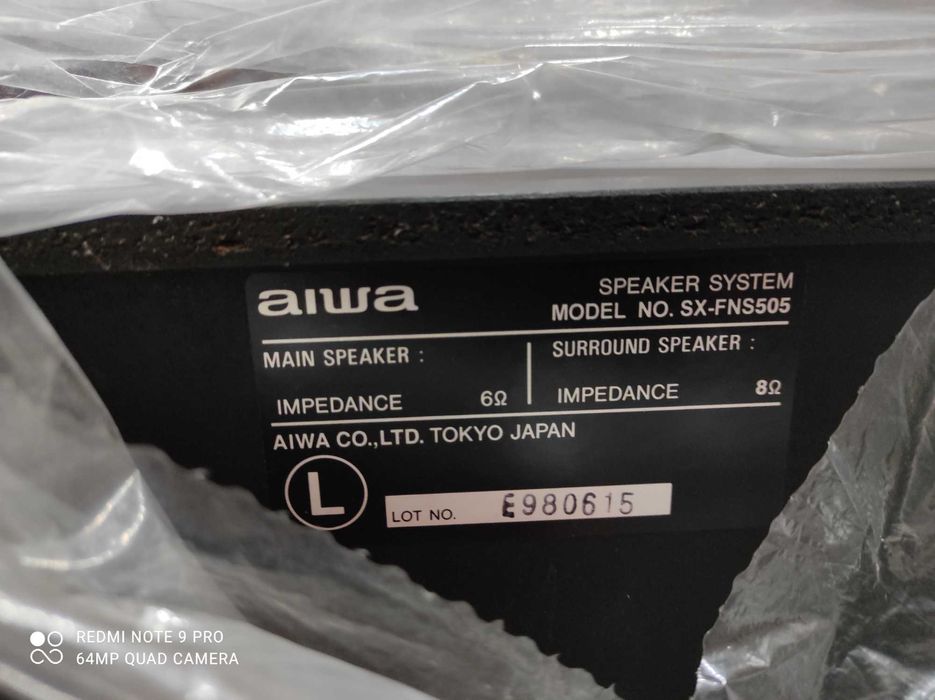 aiwa
SPEAKER SYSTEM
MODEL NO. SX-FNS505
MAIN SPEAKER :
IMPEDANCE 6Ω
SURROUND SPEAKER :
IMPEDANCE 8Ω
AIWA CO.,LTD. TOKYO JAPAN
L
LOT NO. E980615
REDMI NOTE 9 PRO
64MP QUAD CAMERA